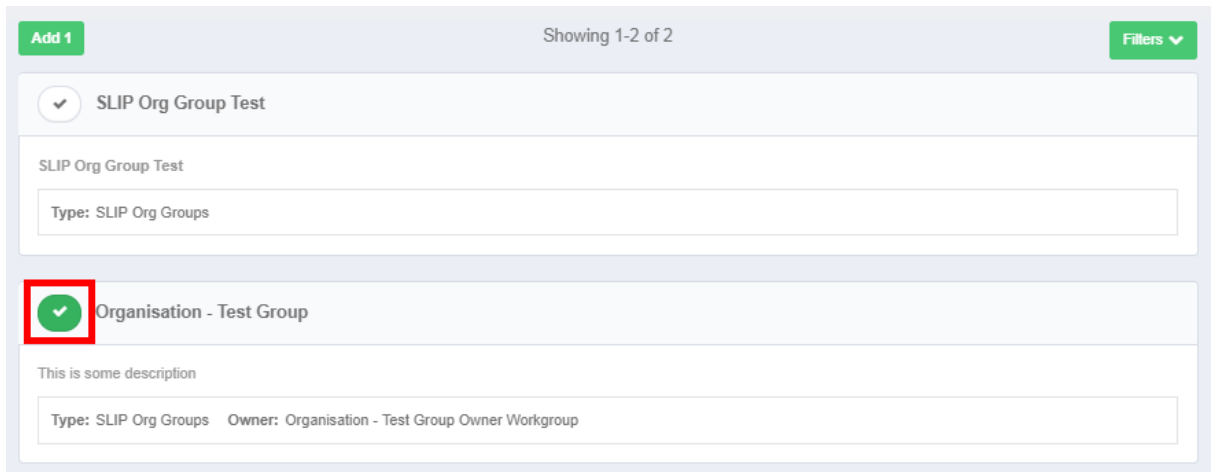 Add 1
Showing 1-2 of 2
Filters
SLIP Org Group Test
SLIP Org Group Test
Type: SLIP Org Groups
Organisation - Test Group
This is some description
Type: SLIP Org Groups Owner: Organisation - Test Group Owner Workgroup